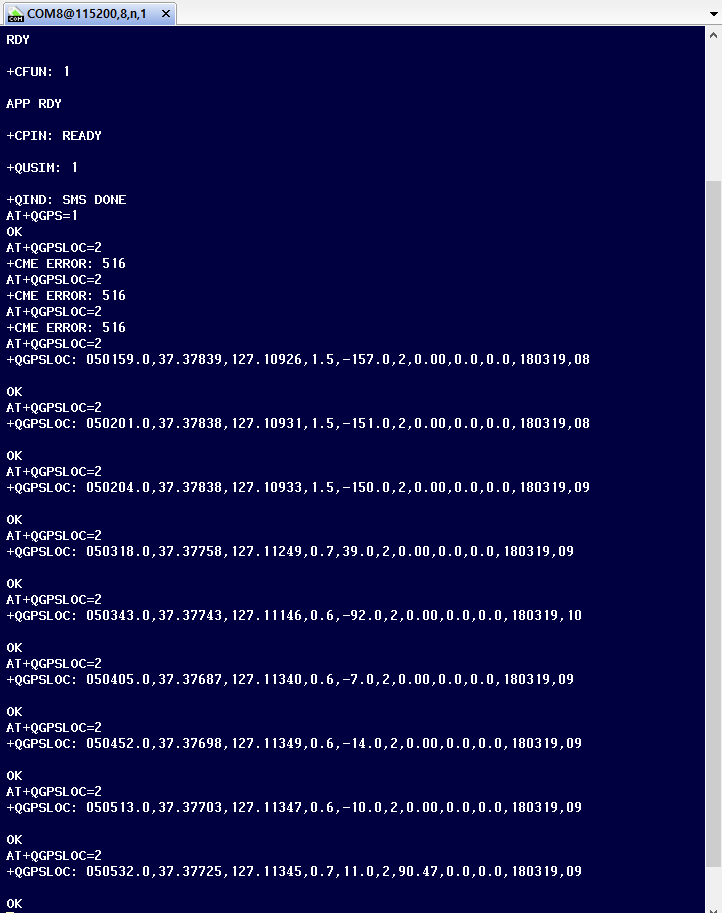 COM8@115200,8,n,1
RDY
+CFUN: 1
APP RDY
+CPIN: READY
+QUSIM: 1
+QIND: SMS DONE
AT+QGPS=1
OK
AT+QGPSLOC=2
+CME ERROR: 516
AT+QGPSLOC=2
+CME ERROR: 516
AT+QGPSLOC=2
+CME ERROR: 516
AT+QGPSLOC=2
+QGPSLOC: 050159.0,37.37839,127.10926,1.5,-157.0,2,0.00,0.0,0.0,180319,08
OK
AT+QGPSLOC=2
+QGPSLOC: 050201.0,37.37838,127.10931,1.5,-151.0,2,0.00,0.0,0.0,180319,08
OK
AT+QGPSLOC=2
+QGPSLOC: 050204.0,37.37838,127.10933,1.5,-150.0,2,0.00,0.0,0.0,180319,09
OK
AT+QGPSLOC=2
+QGPSLOC: 050318.0,37.37758,127.11249,0.7,39.0,2,0.00,0.0,0.0,180319,09
OK
AT+QGPSLOC=2
+QGPSLOC: 050343.0,37.37743,127.11146,0.6,-92.0,2,0.00,0.0,0.0,180319,10
OK
AT+QGPSLOC=2
+QGPSLOC: 050405.0,37.37687,127.11340,0.6,-7.0,2,0.00,0.0,0.0,180319,09
OK
AT+QGPSLOC=2
+QGPSLOC: 050452.0,37.37698,127.11349,0.6,-14.0,2,0.00,0.0,0.0,180319,09
OK
AT+QGPSLOC=2
+QGPSLOC: 050513.0,37.37703,127.11347,0.6,-10.0,2,0.00,0.0,0.0,180319,09
OK
AT+QGPSLOC=2
+QGPSLOC: 050532.0,37.37725,127.11345,0.7,11.0,2,90.47,0.0,0.0,180319,09
OK